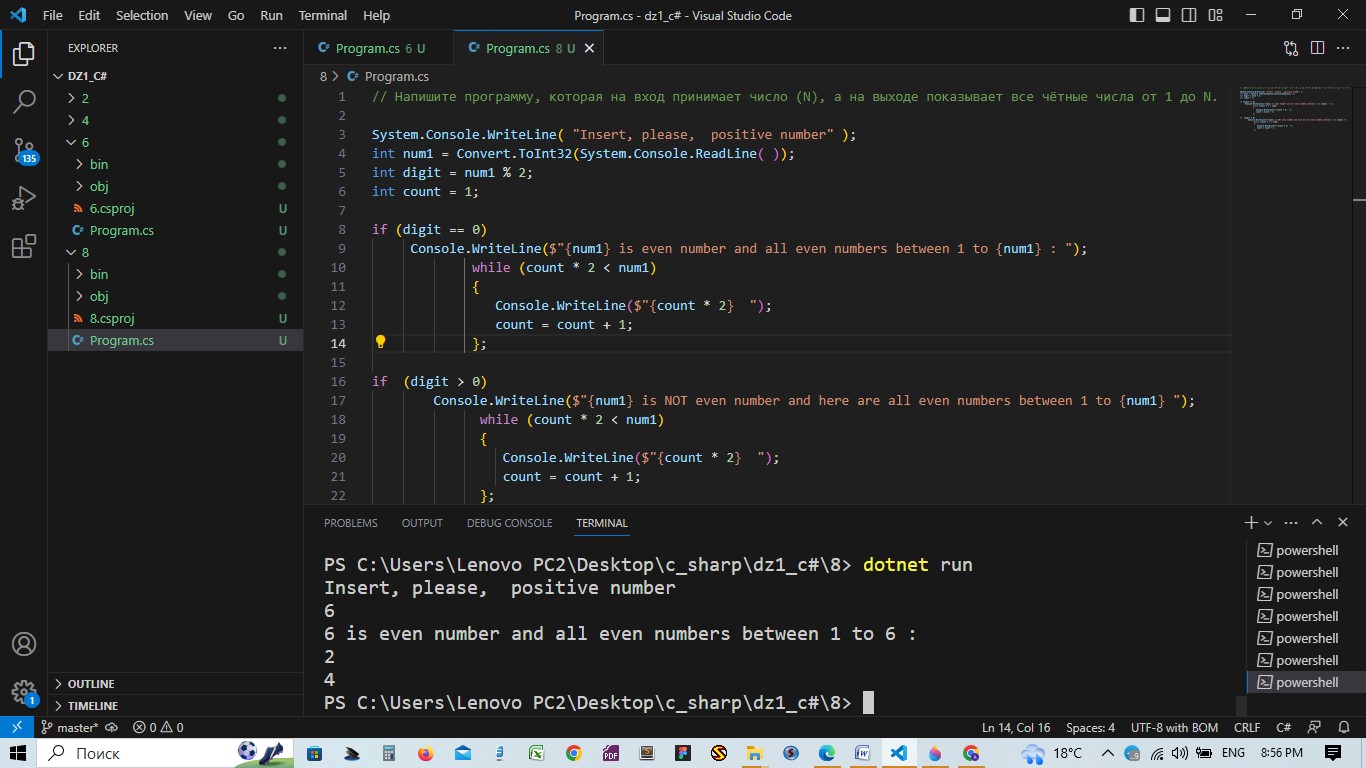 File Edit Selection View Go Run Terminal Help
Program.cs - dz1_c# - Visual Studio Code
EXPLORER
DZ1_C#
2
4
6
bin
obj
6.csproj U
Program.cs U
8
bin
obj
8.csproj U
Program.cs U
OUTLINE
TIMELINE
135
1
Program.cs 6 U
Program.cs 8 U
8 > Program.cs
1 // Напишите программу, которая на вход принимает число (N), а на выходе показывает все чётные числа от 1 до N.
2
3 System.Console.WriteLine( "Insert, please,  positive number" );
4 int num1 = Convert.ToInt32(System.Console.ReadLine( ));
5 int digit = num1 % 2;
6 int count = 1;
7
8 if (digit == 0)
9 Console.WriteLine($"{num1} is even number and all even numbers between 1 to {num1} : ");
10 while (count * 2 < num1)
11 {
12 Console.WriteLine($"{count * 2}  ");
13 count = count + 1;
14 };
15
16 if  (digit > 0)
17 Console.WriteLine($"{num1} is NOT even number and here are all even numbers between 1 to {num1} ");
18 while (count * 2 < num1)
19 {
20 Console.WriteLine($"{count * 2}  ");
21 count = count + 1;
22 };
PROBLEMS OUTPUT DEBUG CONSOLE TERMINAL
PS C:\Users\Lenovo PC2\Desktop\c_sharp\dz1_c#\8> dotnet run
Insert, please,  positive number
6
6 is even number and all even numbers between 1 to 6 :
2
4
PS C:\Users\Lenovo PC2\Desktop\c_sharp\dz1_c#\8>
powershell
powershell
powershell
powershell
powershell
powershell
powershell
master* 0 0 Ln 14, Col 16 Spaces: 4 UTF-8 with BOM CRLF C#
Поиск 18°C ENG 8:56 PM